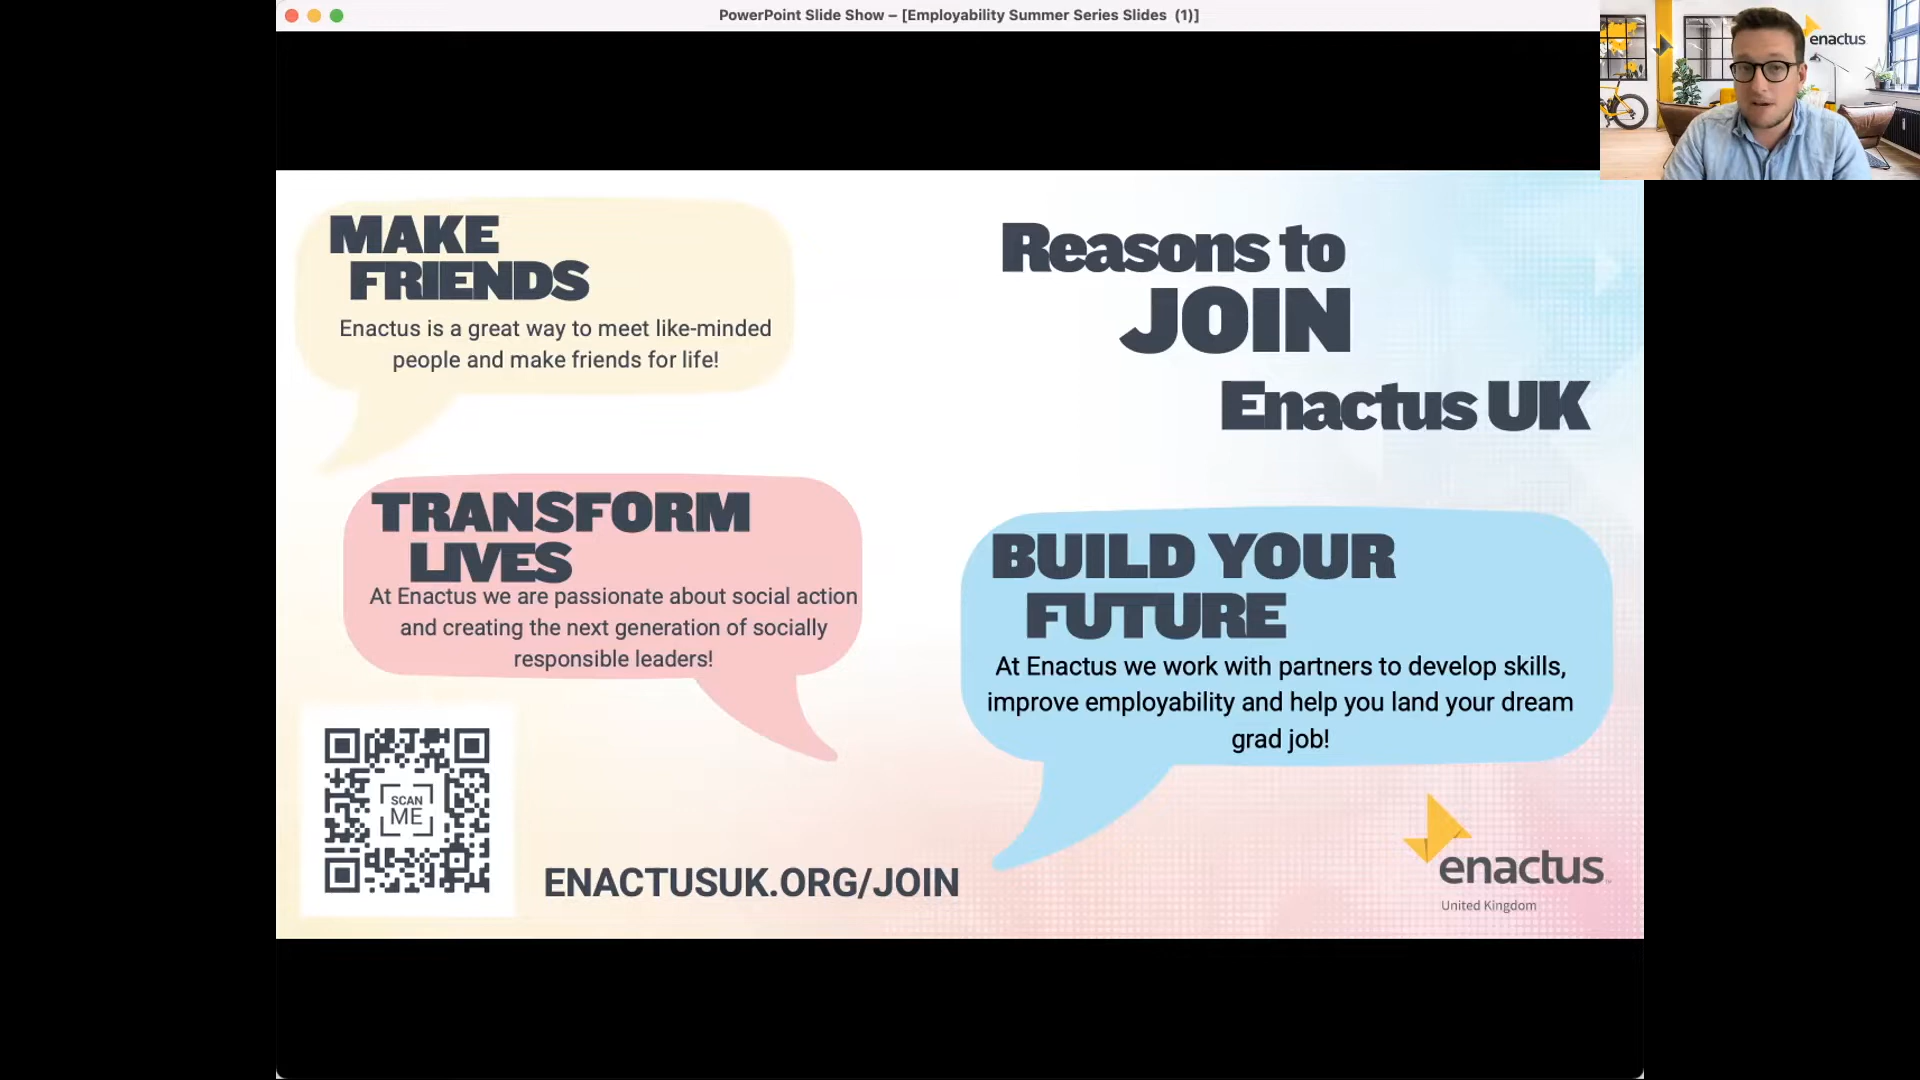 PowerPoint Slide Show – [Employability Summer Series Slides (1)]
enactus
MAKE
FRIENDS
Enactus is a great way to meet like-minded
people and make friends for life!
Reasons to
JOIN
Enactus UK
TRANSFORM
LIVES
At Enactus we are passionate about social action
and creating the next generation of socially
responsible leaders!
BUILD YOUR
FUTURE
At Enactus we work with partners to develop skills,
improve employability and help you land your dream
grad job!
SCAN
ME
ENACTUSUK.ORG/JOIN
enactus
United Kingdom